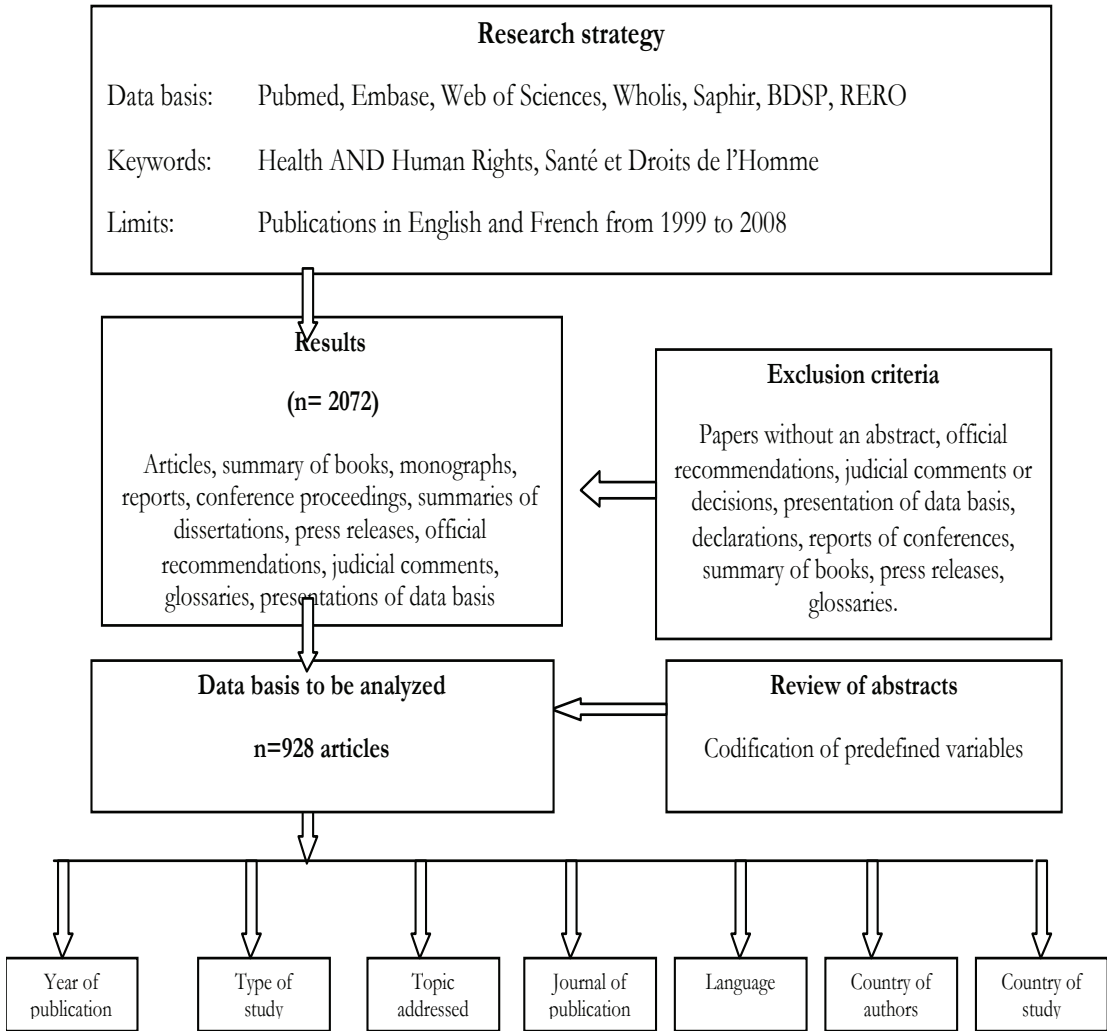 Research strategy
Data basis: Pubmed, Embase, Web of Sciences, Wholis, Saphir, BDSP, RERO
Keywords: Health AND Human Rights, Santé et Droits de l'Homme
Limits: Publications in English and French from 1999 to 2008
Results
(n= 2072)
Articles, summary of books, monographs,
reports, conference proceedings, summaries of
dissertations, press releases, official
recommendations, judicial comments,
glossaries, presentations of data basis
Exclusion criteria
Papers without an abstract, official
recommendations, judicial comments or
decisions, presentation of data basis,
declarations, reports of conferences,
summary of books, press releases,
glossaries.
Data basis to be analyzed
n=928 articles
Review of abstracts
Codification of predefined variables
Year of
publication
Type of
study
Topic
addressed
Journal of
publication
Language
Country of
authors
Country of
study